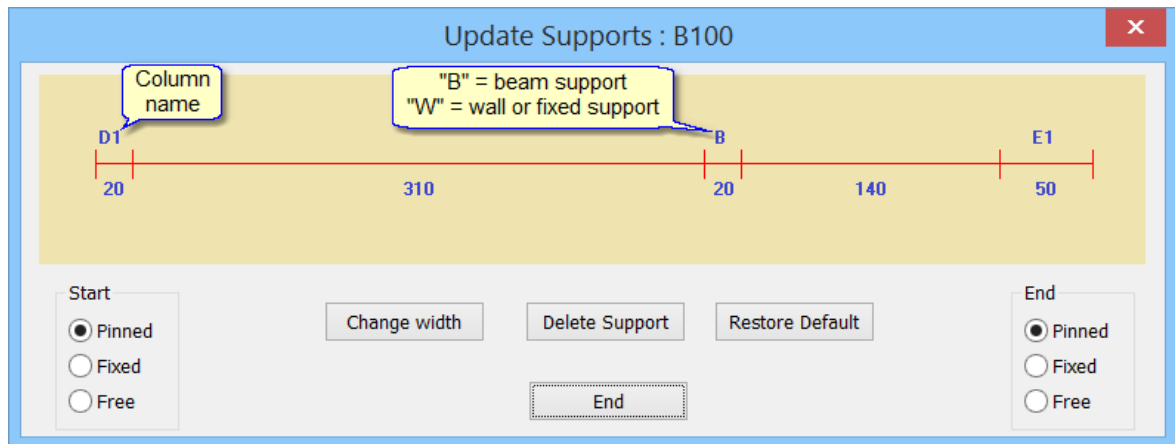 Update Supports : B100
x
Column
name
"B" = beam support
"W" = wall or fixed support
D1
B
E1
20
310
20
140
50
Start
Pinned
Fixed
Free
Change width
Delete Support
Restore Default
End
End
Pinned
Fixed
Free